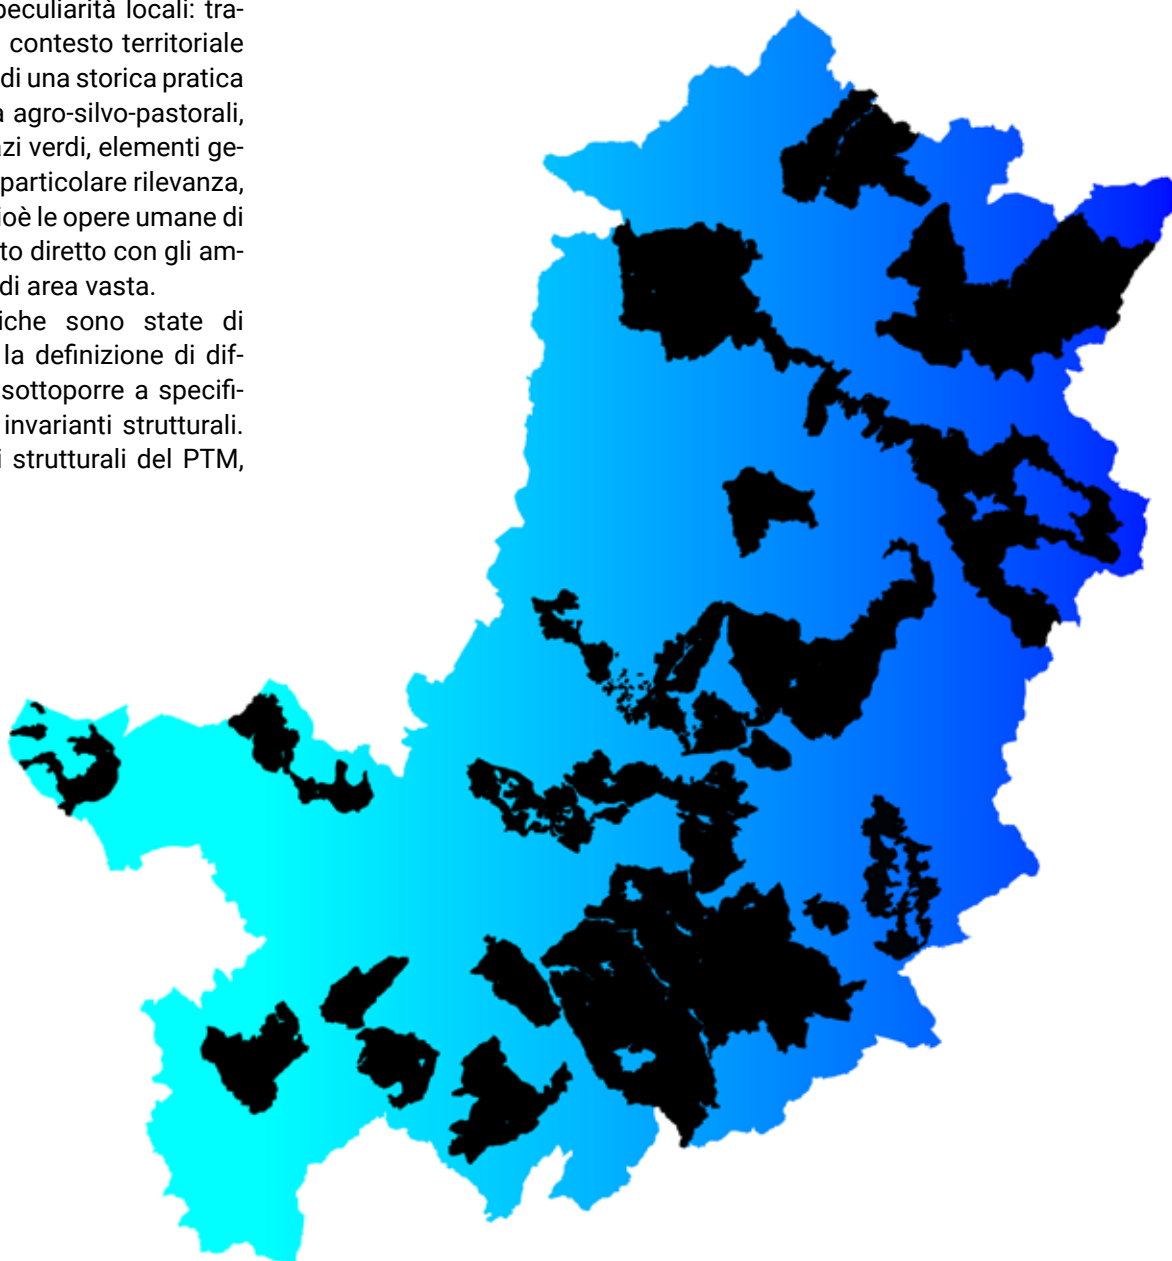 peculiarità locali: tra-
contesto territoriale
di una storica pratica
a agro-silvo-pastorali,
zi verdi, elementi ge-
particolare rilevanza,
ioè le opere umane di
to diretto con gli am-
di area vasta.
iche sono state di
la definizione di dif-
sottoporre a specifi-
invarianti strutturali.
i strutturali del PTM,